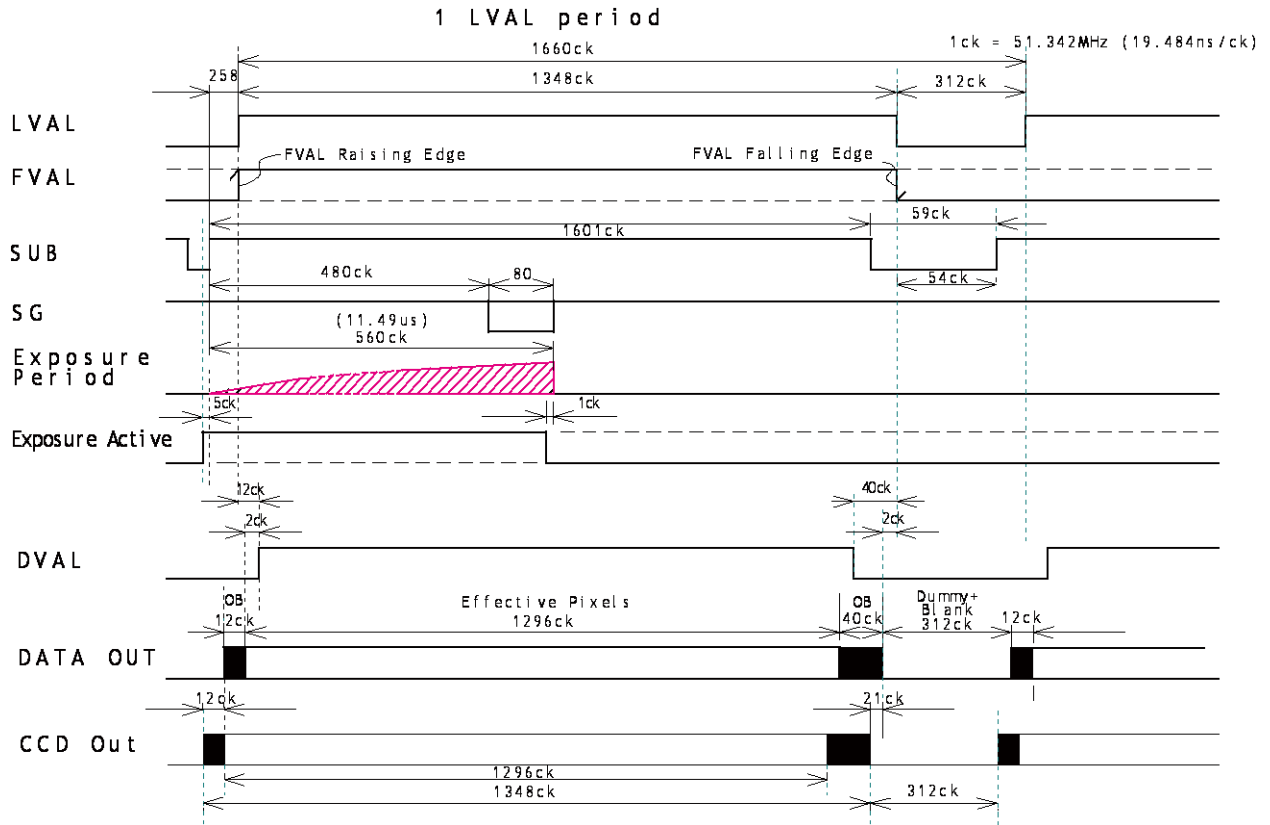 1 LVAL period
1ck = 51.342MHz (19.484ns/ck)
1660ck
258
1348ck
312ck
LVAL
FVAL Raising Edge
FVAL Falling Edge
FVAL
59ck
1601ck
SUB
480ck
80
54ck
SG
(11.49us)
560ck
Exposure
Period
5ck
1ck
Exposure Active
12ck
40ck
2ck
2ck
DVAL
OB
12ck
Effective Pixels
1296ck
OB
40ck
Dummy+
Blank
312ck
12ck
DATA OUT
12ck
21ck
CCD Out
1296ck
1348ck
312ck